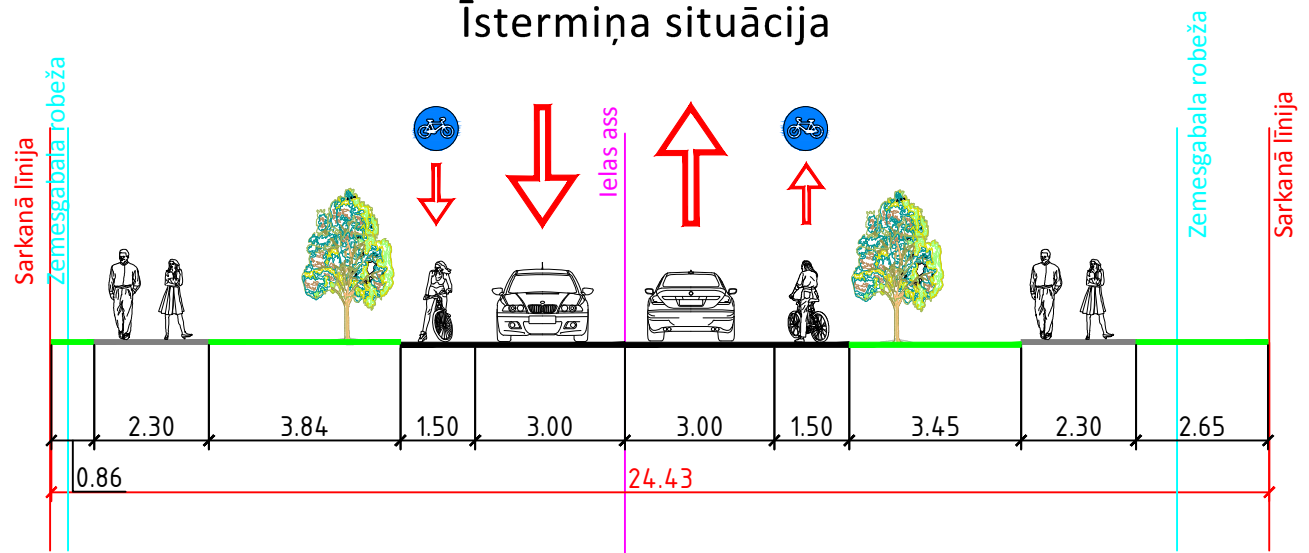 Īstermiņa situācija
Sarkanā līnija
Zemesgabala robeža
Ielas ass
Zemesgabala robeža
Sarkanā līnija
2.30
3.84
1.50
3.00
3.00
1.50
3.45
2.30
2.65
0.86
24.43